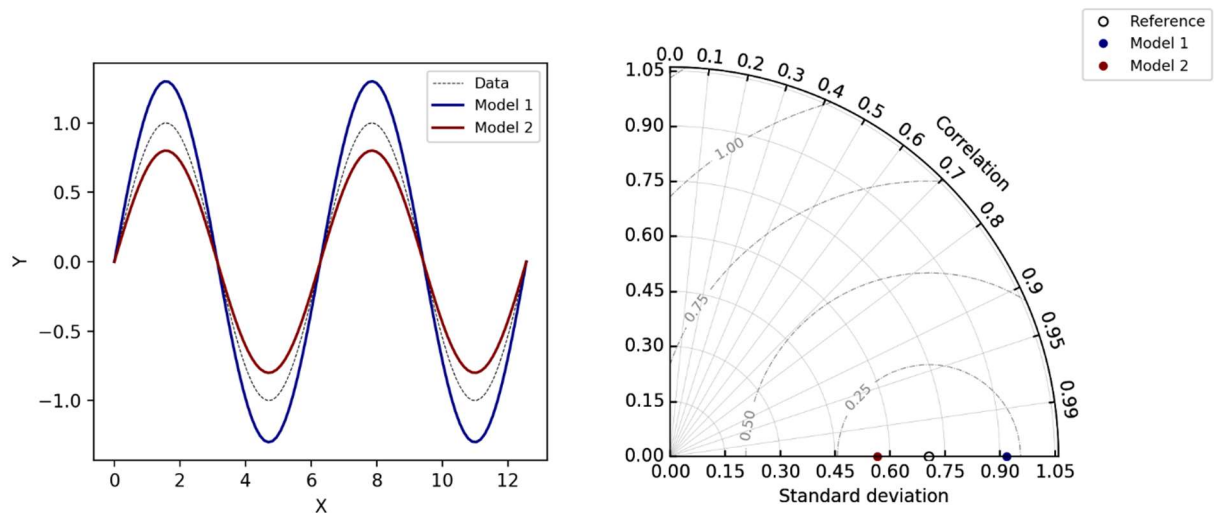 Data
Model 1
Model 2
1.0
0.5
0.0
−0.5
−1.0
Y
0 2 4 6 8 10 12
X
Reference
Model 1
Model 2
0.0 0.1 0.2 0.3 0.4 0.5 0.6 0.7 0.8 0.9 0.95 0.99
Correlation
1.05
0.90
0.75
0.60
0.45
0.30
0.15
0.00
1.00
0.75
0.50
0.25
0.00 0.15 0.30 0.45 0.60 0.75 0.90 1.05
Standard deviation